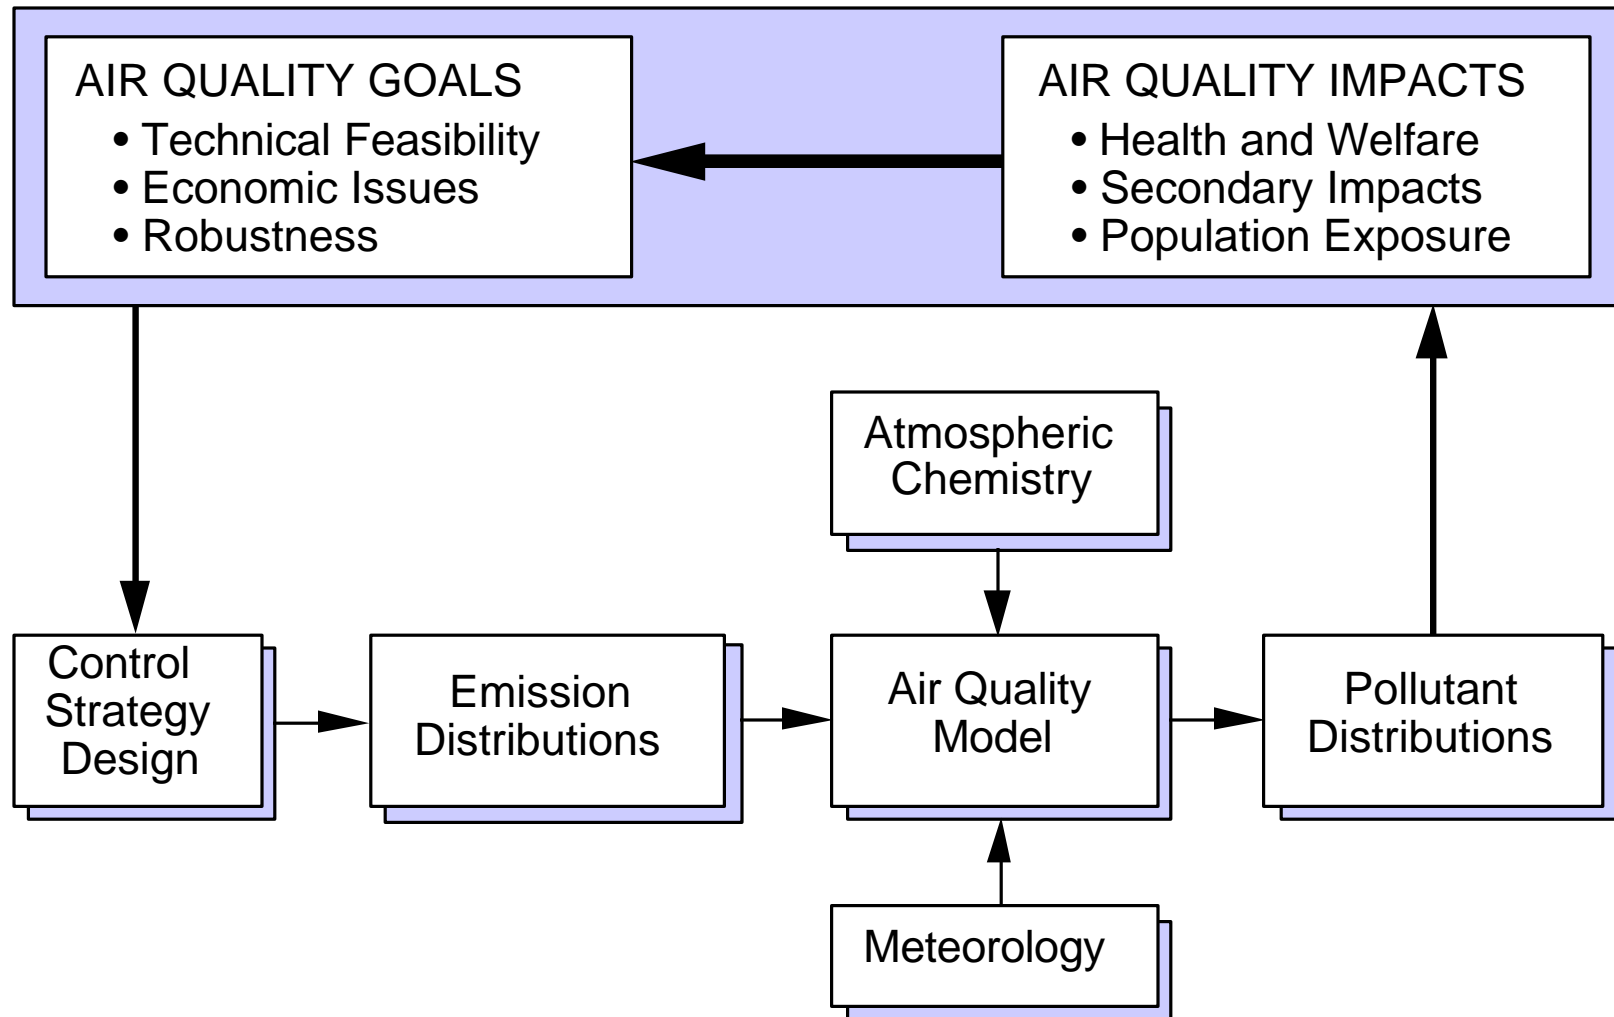 AIR QUALITY GOALS
• Technical Feasibility
• Economic Issues
• Robustness
AIR QUALITY IMPACTS
• Health and Welfare
• Secondary Impacts
• Population Exposure
Atmospheric
Chemistry
Control
Strategy
Design
Emission
Distributions
Air Quality
Model
Pollutant
Distributions
Meteorology